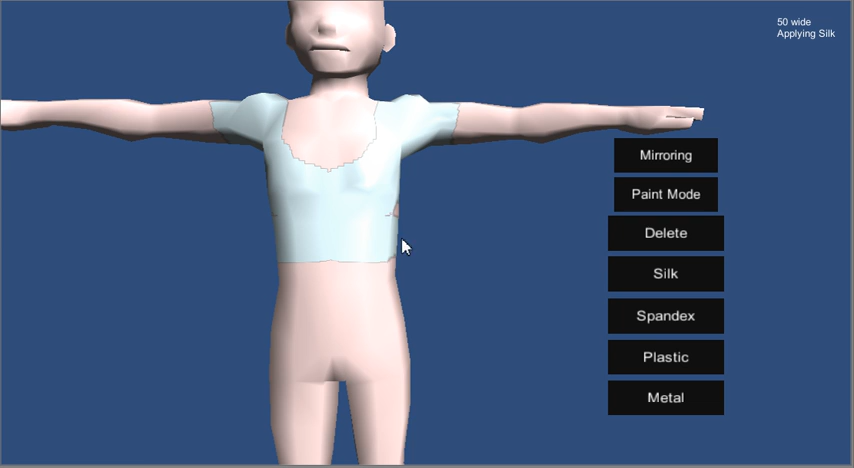 50 wide
Applying Silk
Mirroring
Paint Mode
Delete
Silk
Spandex
Plastic
Metal